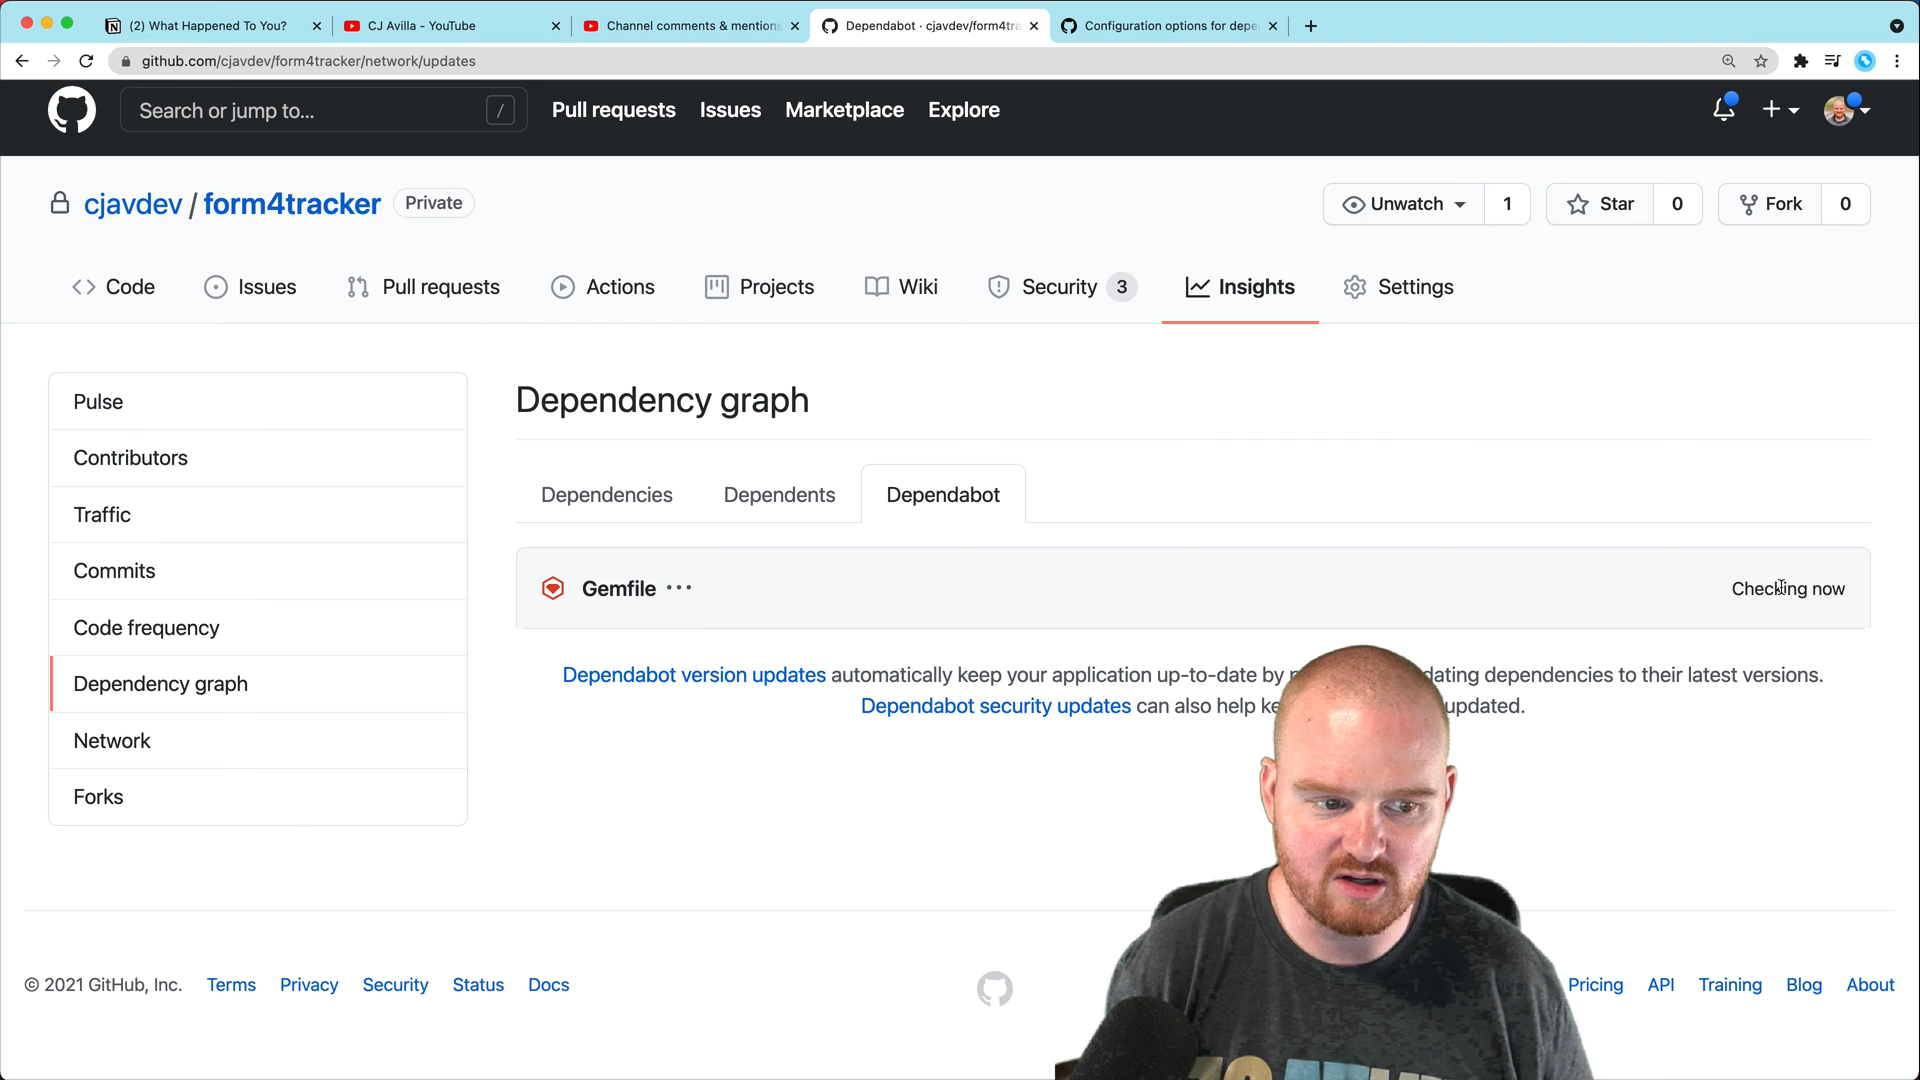 (2) What Happened To You?
CJ Avilla - YouTube
Channel comments & mentions
Dependabot · cjavdev/form4tra
Configuration options for depe
github.com/cjavdev/form4tracker/network/updates
Search or jump to...
/
Pull requests
Issues
Marketplace
Explore
cjavdev / form4tracker
Private
Unwatch
1
Star
0
Fork
0
Code
Issues
Pull requests
Actions
Projects
Wiki
Security 3
Insights
Settings
Pulse
Contributors
Traffic
Commits
Code frequency
Dependency graph
Network
Forks
Dependency graph
Dependencies
Dependents
Dependabot
Gemfile ...
Checking now
Dependabot version updates automatically keep your application up-to-date by dating dependencies to their latest versions.
Dependabot security updates can also help updated.
© 2021 GitHub, Inc.
Terms
Privacy
Security
Status
Docs
Pricing
API
Training
Blog
About